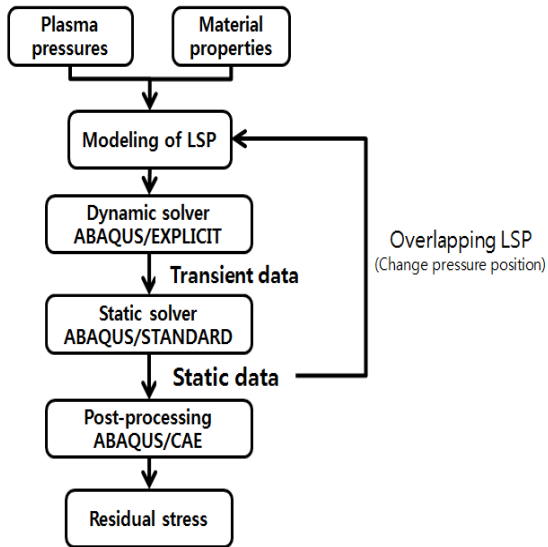 Plasma
pressures
Material
properties
Modeling of LSP
Dynamic solver
ABAQUS/EXPLICIT
Transient data
Overlapping LSP
(Change pressure position)
Static solver
ABAQUS/STANDARD
Static data
Post-processing
ABAQUS/CAE
Residual stress